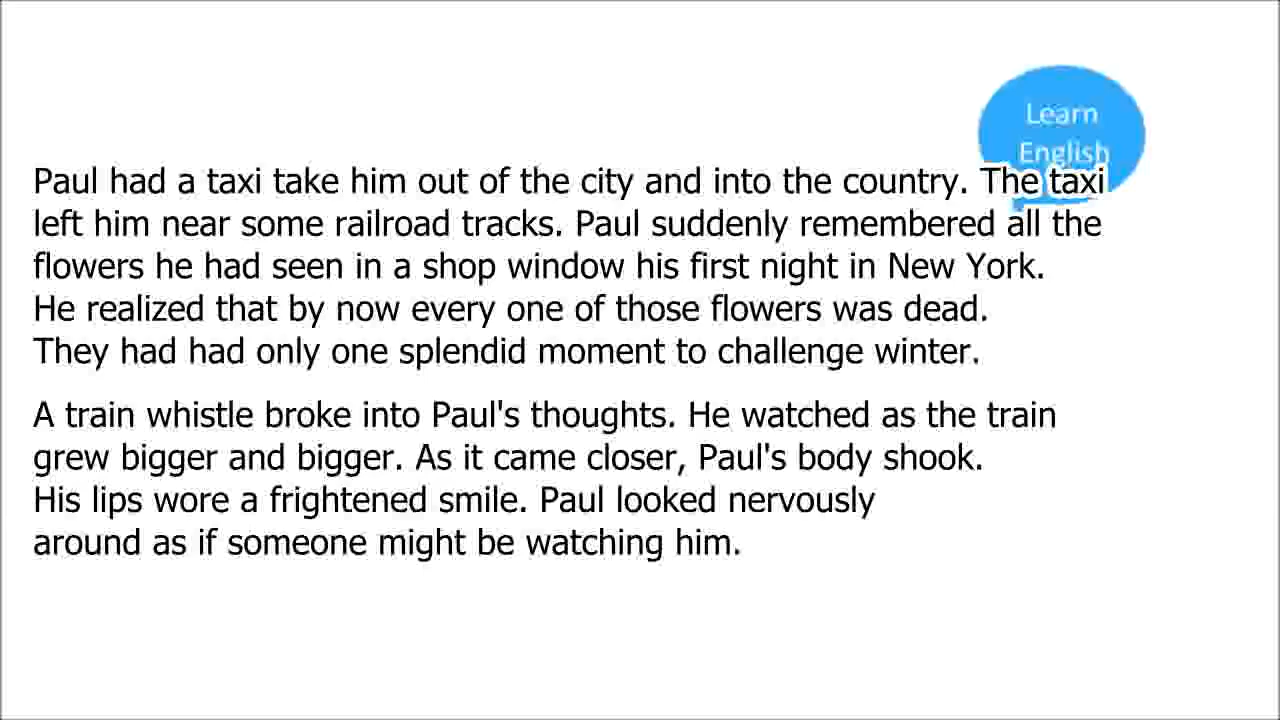 Learn
English
Paul had a taxi take him out of the city and into the country. The taxi
left him near some railroad tracks. Paul suddenly remembered all the
flowers he had seen in a shop window his first night in New York.
He realized that by now every one of those flowers was dead.
They had had only one splendid moment to challenge winter.
A train whistle broke into Paul's thoughts. He watched as the train
grew bigger and bigger. As it came closer, Paul's body shook.
His lips wore a frightened smile. Paul looked nervously
around as if someone might be watching him.